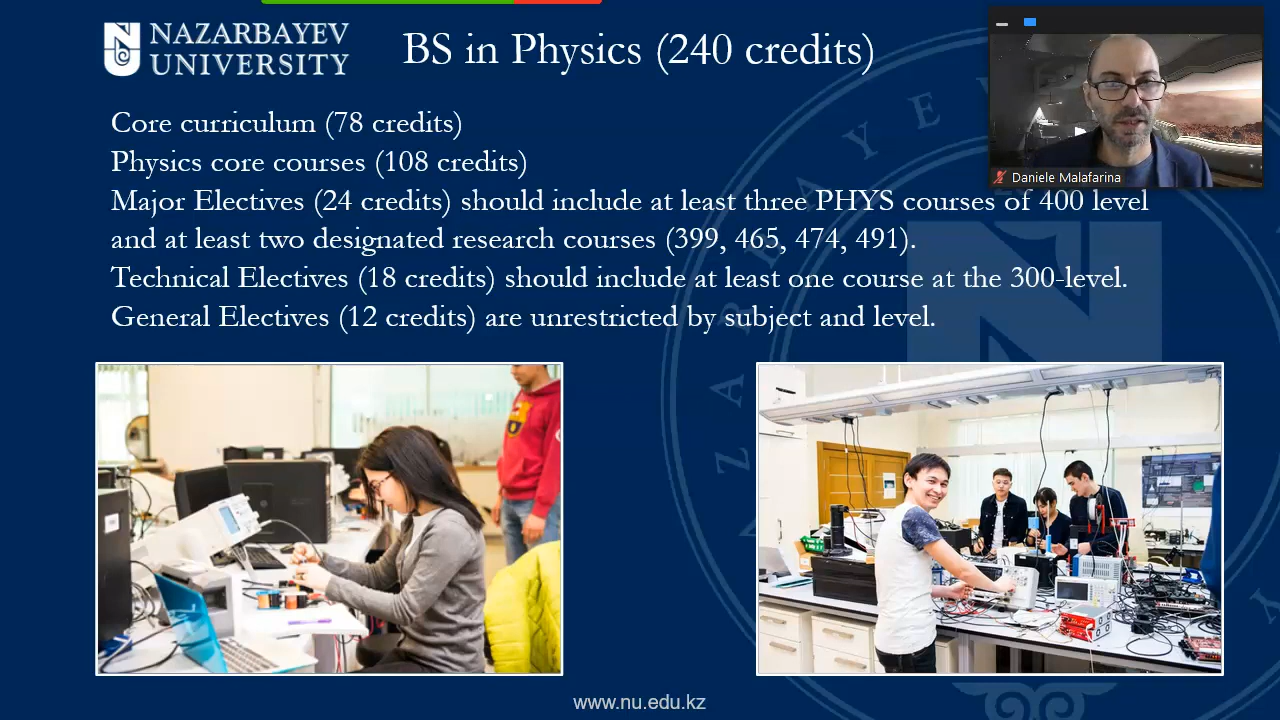 NAZARBAYEV
UNIVERSITY
BS in Physics (240 credits)
Core curriculum (78 credits)
Physics core courses (108 credits)
Major Electives (24 credits) should include at least three PHYS courses of 400 level
and at least two designated research courses (399, 465, 474, 491).
Technical Electives (18 credits) should include at least one course at the 300-level.
General Electives (12 credits) are unrestricted by subject and level.
Daniele Malafarina
www.nu.edu.kz